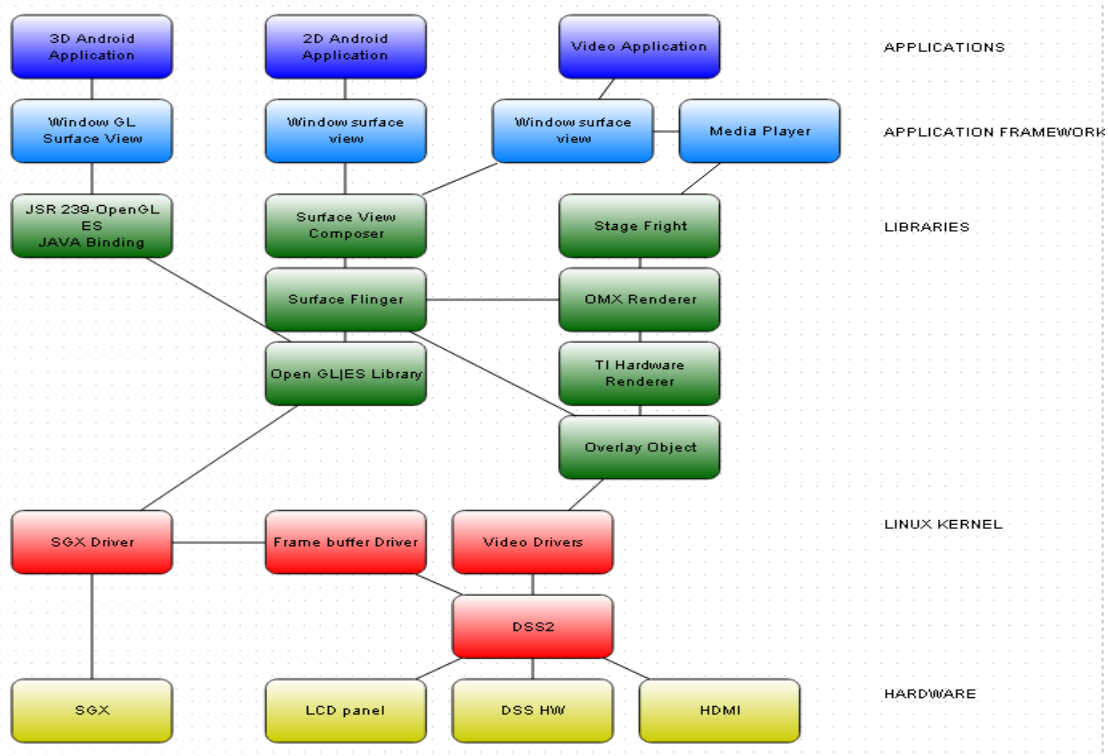 3D Android
Application
2D Android
Application
Video Application
APPLICATIONS
Window GL
Surface View
Window surface
view
Window surface
view
Media Player
APPLICATION FRAMEWORK
JSR 239-OpenGL
ES
JAVA Binding
Surface View
Composer
Stage Fright
LIBRARIES
Surface Flinger
OMX Renderer
Open GL|ES Library
TI Hardware
Renderer
Overlay Object
LINUX KERNEL
SGX Driver
Frame buffer Driver
Video Drivers
DSS2
HARDWARE
SGX
LCD panel
DSS HW
HDMI